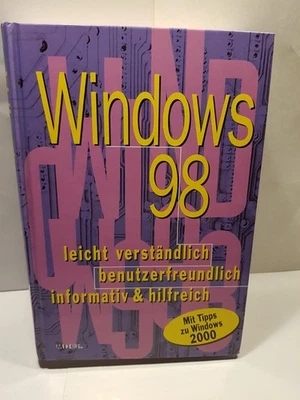 Windows
98
leicht verständlich
benutzerfreundlich
informativ & hilfreich
Mit Tipps
zu Windows
2000